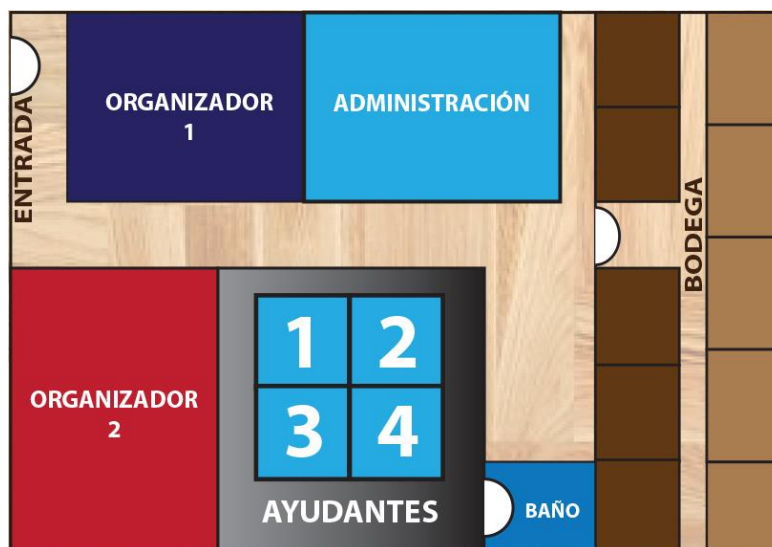 ENTRADA
ORGANIZADOR
1
ADMINISTRACIÓN
BODEGA
ORGANIZADOR
2
1
2
3
4
AYUDANTES
BAÑO